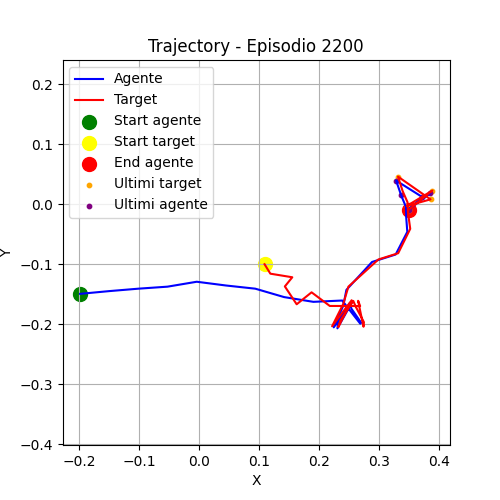 Trajectory - Episodio 2200
Agente
Target
Start agente
Start target
End agente
Ultimi target
Ultimi agente
0.2
0.1
0.0
−0.1
−0.2
−0.3
−0.4
Y
−0.2
−0.1
0.0
0.1
0.2
0.3
0.4
X